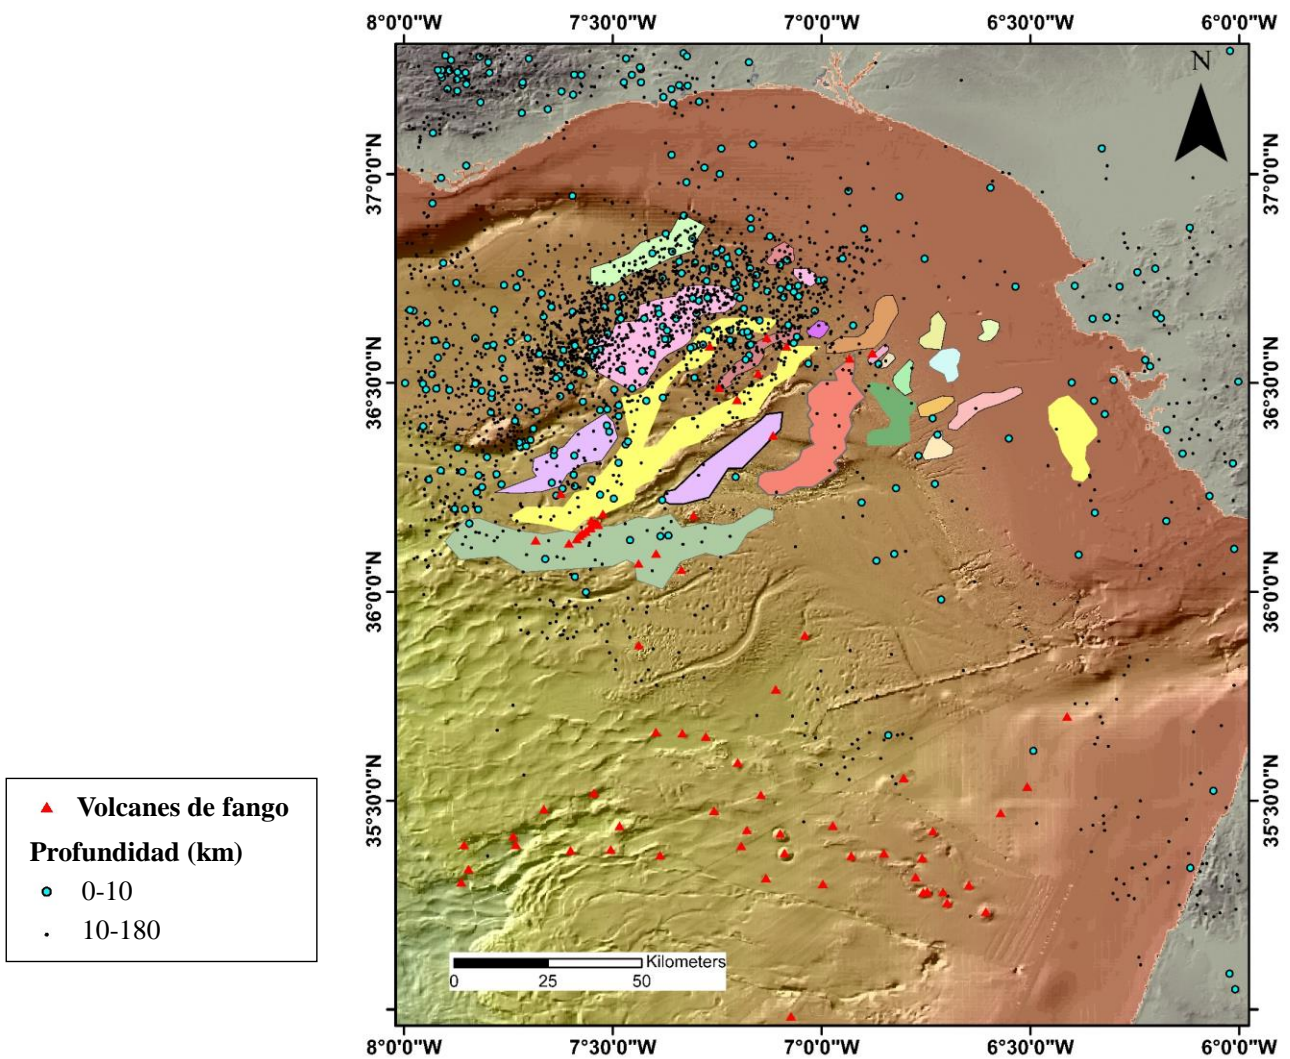 8°0'0"W 7°30'0"W 7°0'0"W 6°30'0"W 6°0'0"W
N
37°0'0"N 37°0'0"N
36°30'0"N 36°30'0"N
36°0'0"N 36°0'0"N
35°30'0"N 35°30'0"N
Volcanes de fango
Profundidad (km)
0-10
10-180
Kilometers
0 25 50
8°0'0"W 7°30'0"W 7°0'0"W 6°30'0"W 6°0'0"W